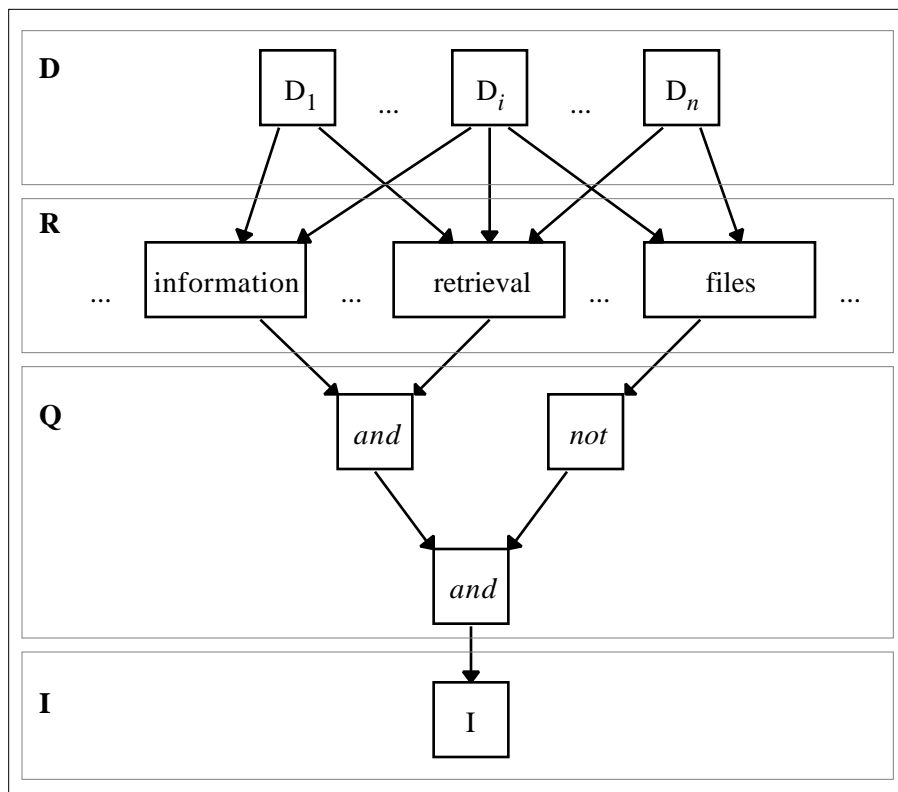 D
D1 ... Di ... Dn
R
... information ... retrieval ... files ...
Q
and not
and
I
I